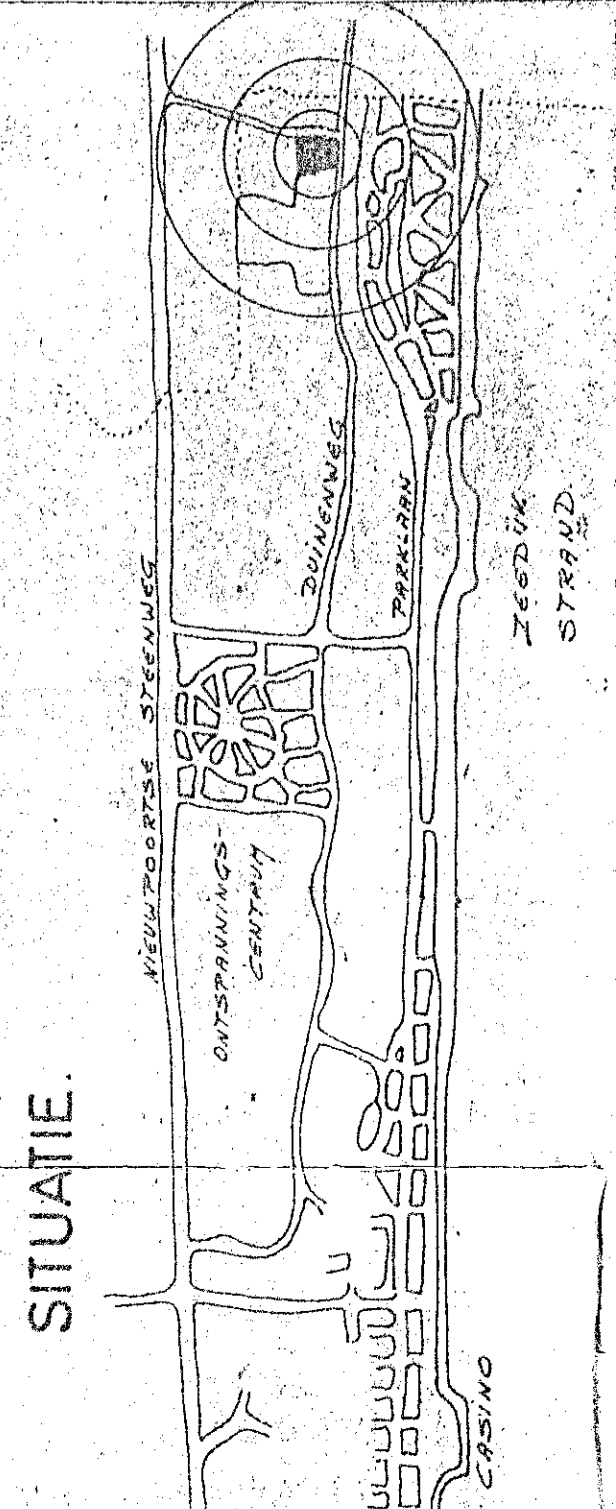 SITUATIE.
NIEUWPOORTSE STEENWEG
ONTSPANNINGS-
CENTRUM
DUINENWEG
PARKLAAN
ZEEDIJK
STRAND.
CASINO